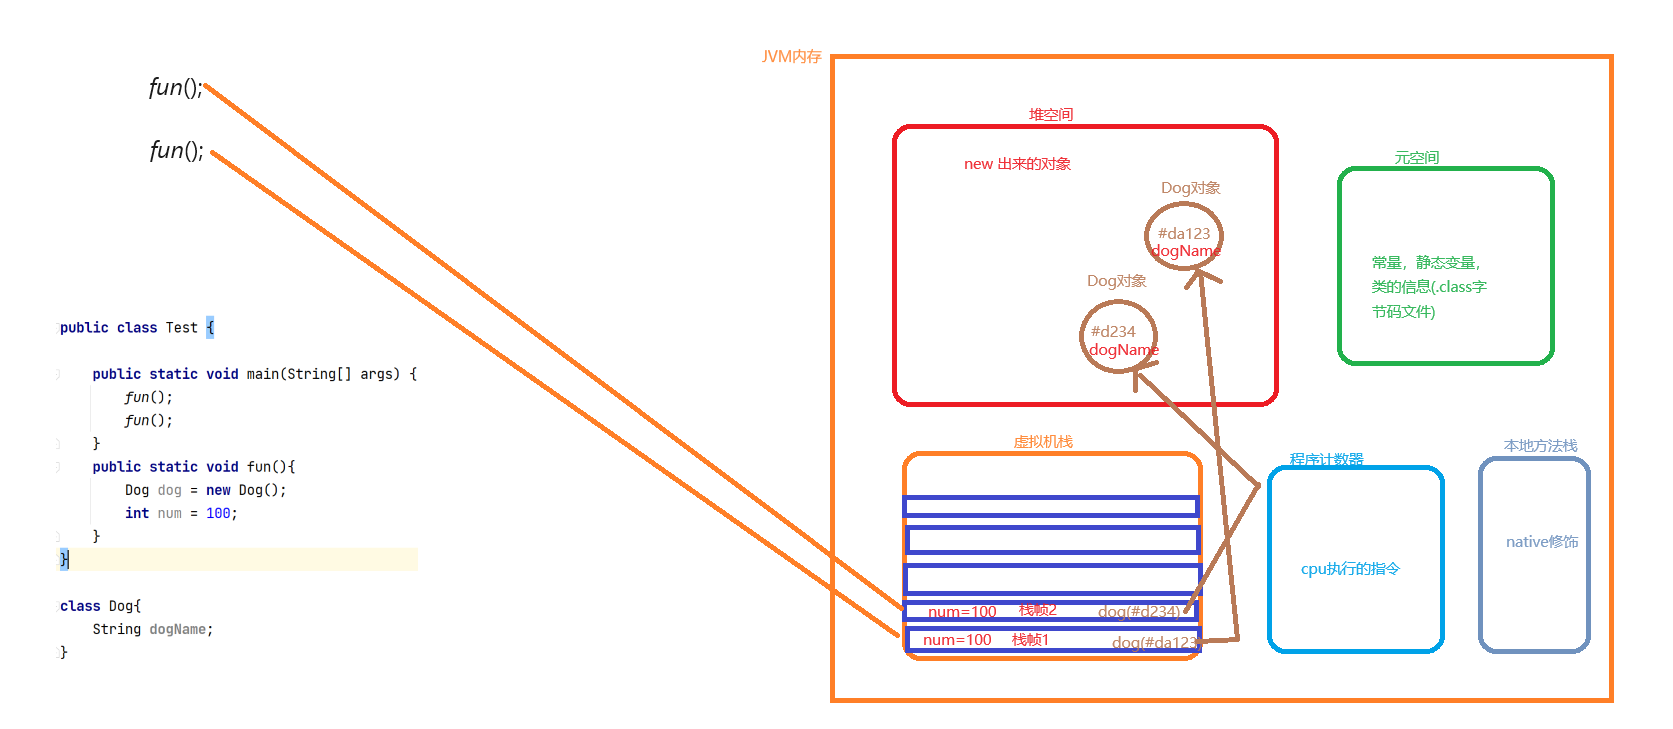 fun();
fun();
public class Test {
public static void main(String[] args) {
fun();
fun();
}
public static void fun(){
Dog dog = new Dog();
int num = 100;
}
}
class Dog{
String dogName;
}
JVM内存
堆空间
new 出来的对象
Dog对象
#da123
dogName
Dog对象
#d234
dogName
元空间
常量，静态变量，
类的信息(.class字
节码文件)
虚拟机栈
num=100 栈帧2 dog(#d234)
num=100 栈帧1 dog(#da123
程序计数器
cpu执行的指令
本地方法栈
native修饰